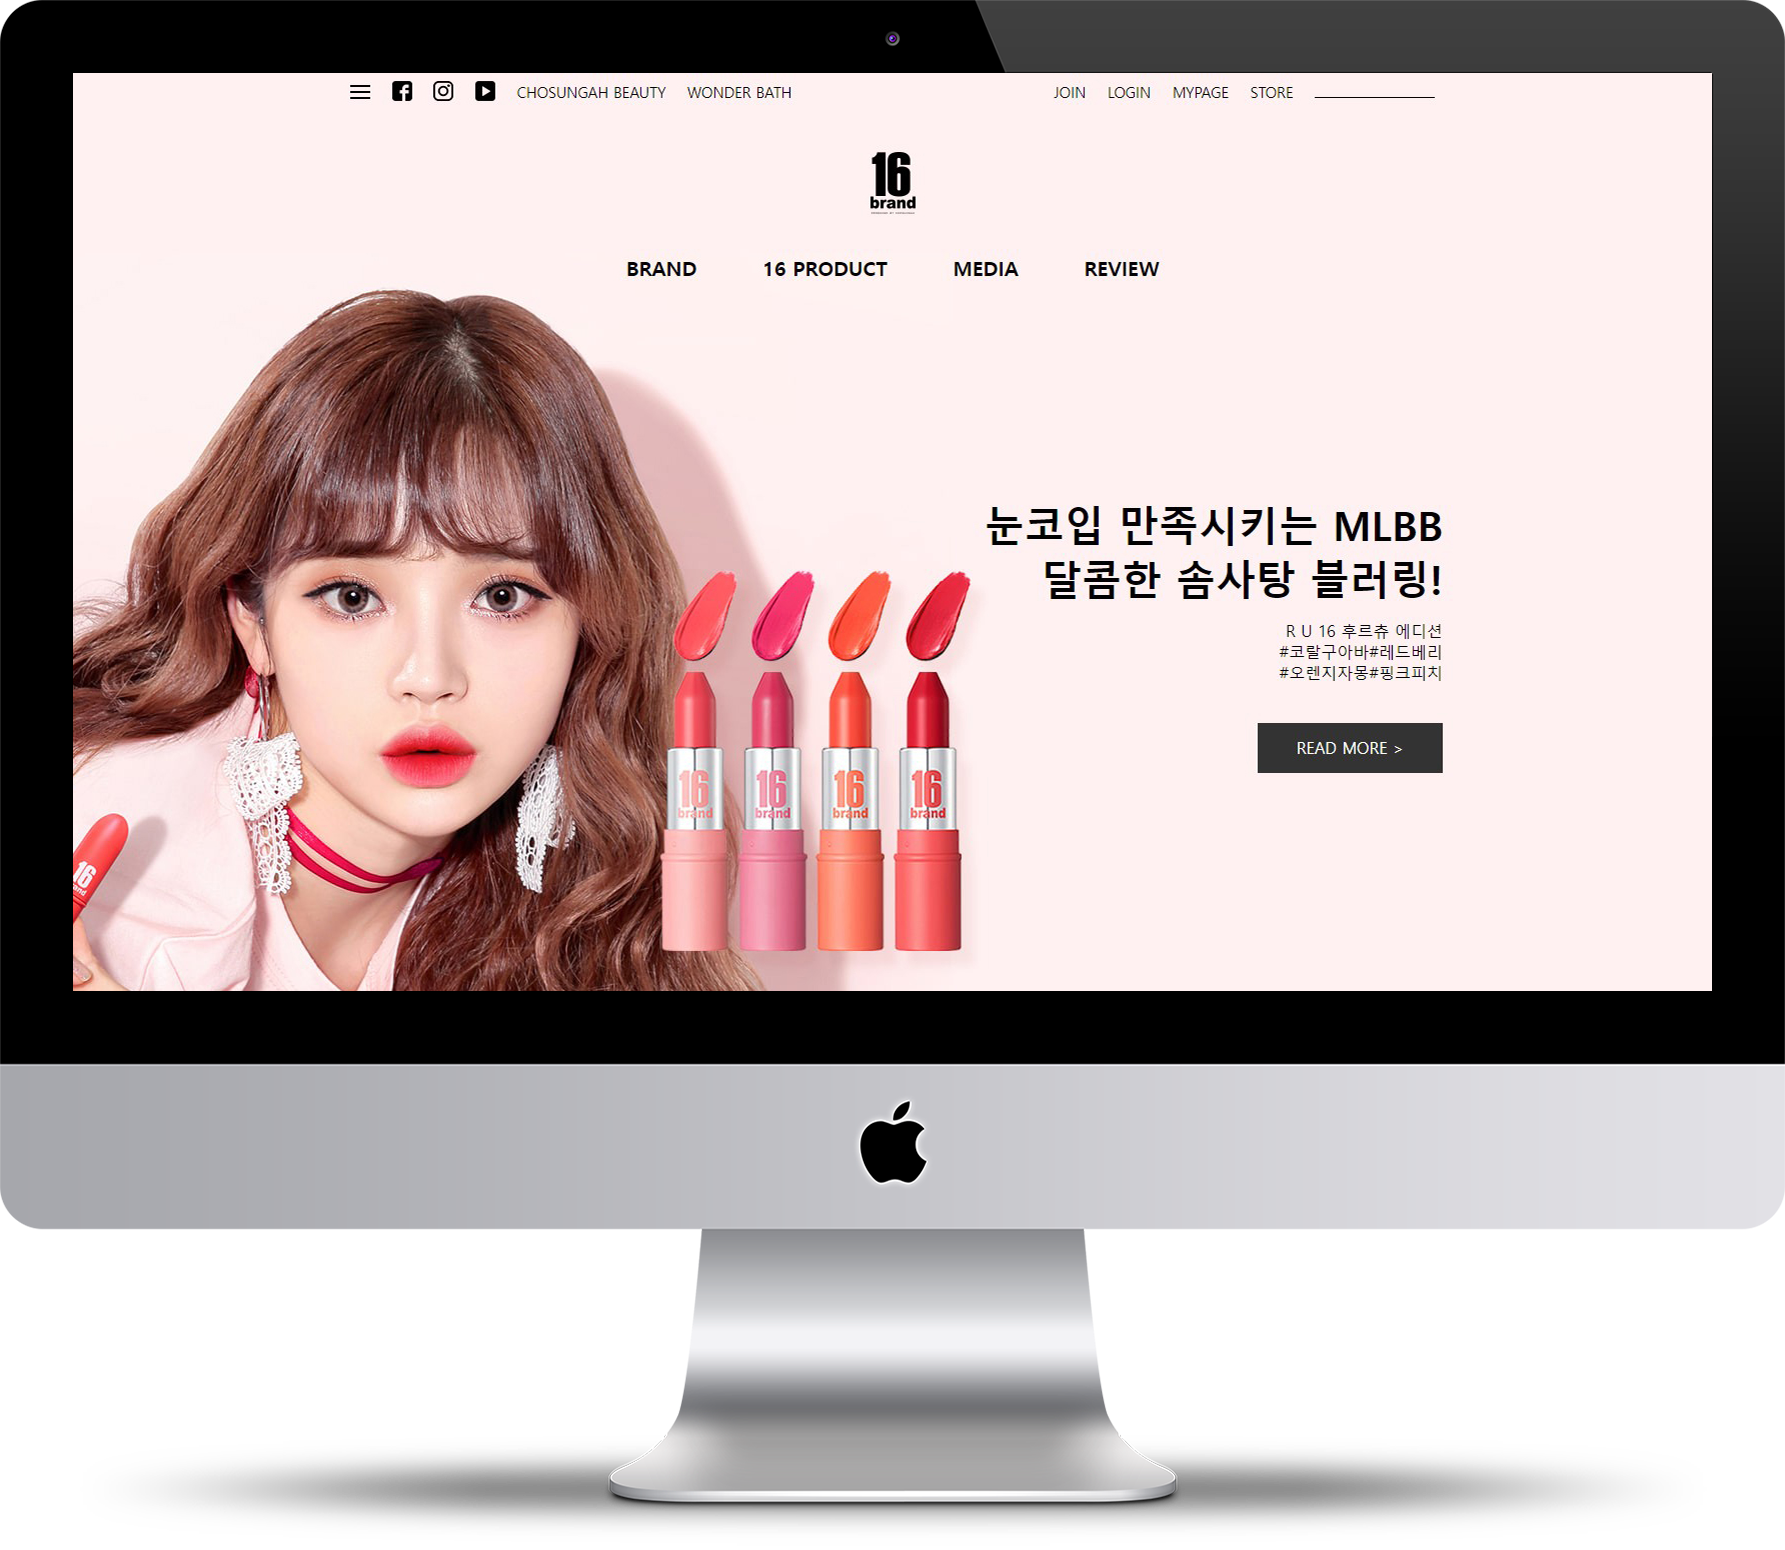 CHOSUNGAH BEAUTY WONDER BATH JOIN LOGIN MYPAGE STORE
16
brand
BRAND 16 PRODUCT MEDIA REVIEW
눈코입 만족시키는 MLBB
달콤한 솜사탕 블러링!
R U 16 후르츄 에디션
#코랄구아바#레드베리
#오렌지자몽#핑크피치
READ MORE >
16 16 16 16
brand brand brand brand
16